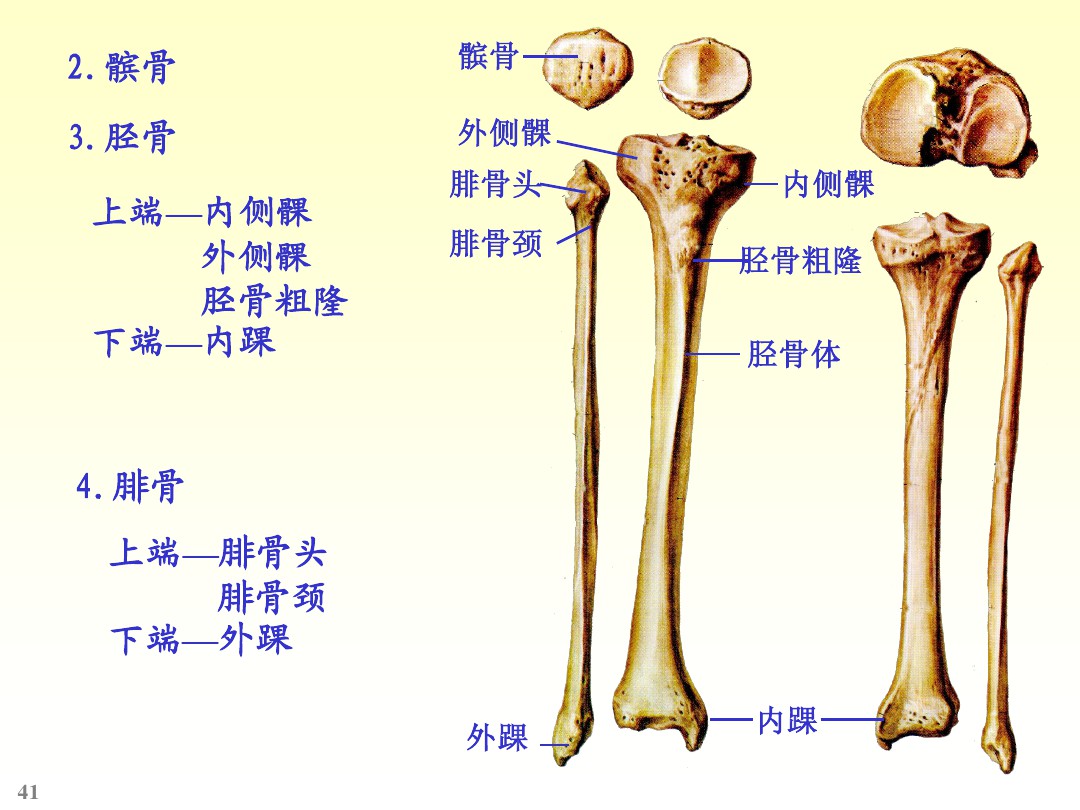 2. 髌骨
3. 胫骨
上端—内侧髁
外侧髁
胫骨粗隆
下端—内踝
4. 腓骨
上端—腓骨头
腓骨颈
下端—外踝
髌骨
外侧髁
腓骨头
内侧髁
腓骨颈
胫骨粗隆
胫骨体
内踝
外踝
41